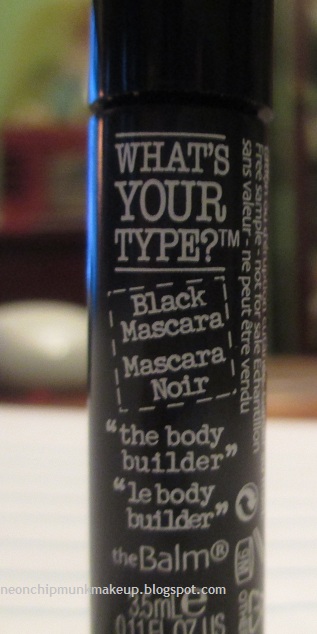 WHAT'S
YOUR
TYPE?™
Black
Mascara
Mascara
Noir
“the body
builder”
“le body
builder”
theBalm®
3.5mL e
0.11 FL OZ US
Free sample - not for sale Échantillon
sans valeur - ne peut être vendu
6M
neonchipmunkmakeup.blogspot.com